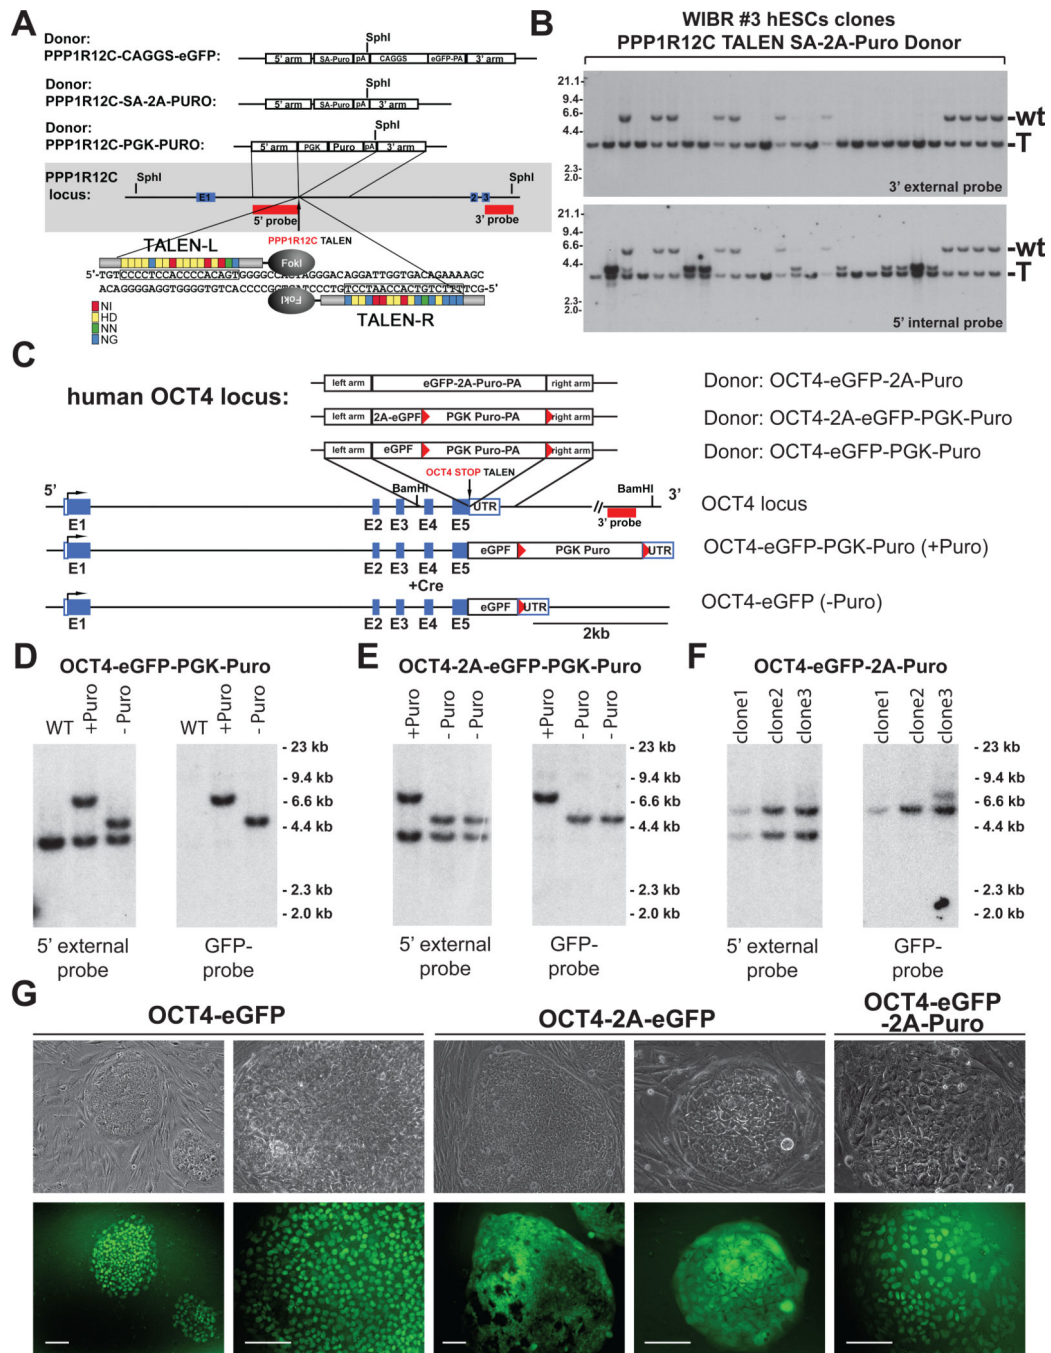 A
Donor:
PPP1R12C-CAGGS-eGFP:
SphI
5' arm
SA-Puro
pA
CAGGS
eGFP-PA
3' arm
Donor:
PPP1R12C-SA-2A-PURO:
SphI
5' arm
SA-Puro
pA
3' arm
Donor:
PPP1R12C-PGK-PURO:
SphI
5' arm
PGK
Puro
pA
3' arm
PPP1R12C
locus:
SphI
E1
2
3
SphI
5' probe
3' probe
PPP1R12C TALEN
TALEN-L
FokI
FokI
TALEN-R
NI
HD
NN
NG
B
WIBR #3 hESCs clones
PPP1R12C TALEN SA-2A-Puro Donor
21.1-
9.4-
6.6-
4.4-
2.3-
2.0-
-wt
-T
3' external probe
21.1-
9.4-
6.6-
4.4-
2.3-
2.0-
-wt
-T
5' internal probe
C
human OCT4 locus:
left arm
eGFP-2A-Puro-PA
right arm
Donor: OCT4-eGFP-2A-Puro
left arm
2A-eGPF
PGK Puro-PA
right arm
Donor: OCT4-2A-eGFP-PGK-Puro
left arm
eGPF
PGK Puro-PA
right arm
Donor: OCT4-eGFP-PGK-Puro
OCT4 STOP TALEN
5'
BamHI
BamHI
3'
UTR
3' probe
OCT4 locus
E1
E2 E3 E4 E5
eGPF
PGK Puro
UTR
OCT4-eGFP-PGK-Puro (+Puro)
E1
E2 E3 E4 E5
+Cre
eGPF
UTR
OCT4-eGFP (-Puro)
E1
E2 E3 E4 E5
2kb
D
OCT4-eGFP-PGK-Puro
WT
+Puro
- Puro
WT
+Puro
- Puro
- 23 kb
- 9.4 kb
- 6.6 kb
- 4.4 kb
- 2.3 kb
- 2.0 kb
5' external
probe
GFP-
probe
E
OCT4-2A-eGFP-PGK-Puro
+Puro
- Puro
- Puro
+Puro
- Puro
- Puro
- 23 kb
- 9.4 kb
- 6.6 kb
- 4.4 kb
- 2.3 kb
- 2.0 kb
5' external
probe
GFP-
probe
F
OCT4-eGFP-2A-Puro
clone1
clone2
clone3
clone1
clone2
clone3
- 23 kb
- 9.4 kb
- 6.6 kb
- 4.4 kb
- 2.3 kb
- 2.0 kb
5' external
probe
GFP-
probe
G
OCT4-eGFP
OCT4-2A-eGFP
OCT4-eGFP
-2A-Puro